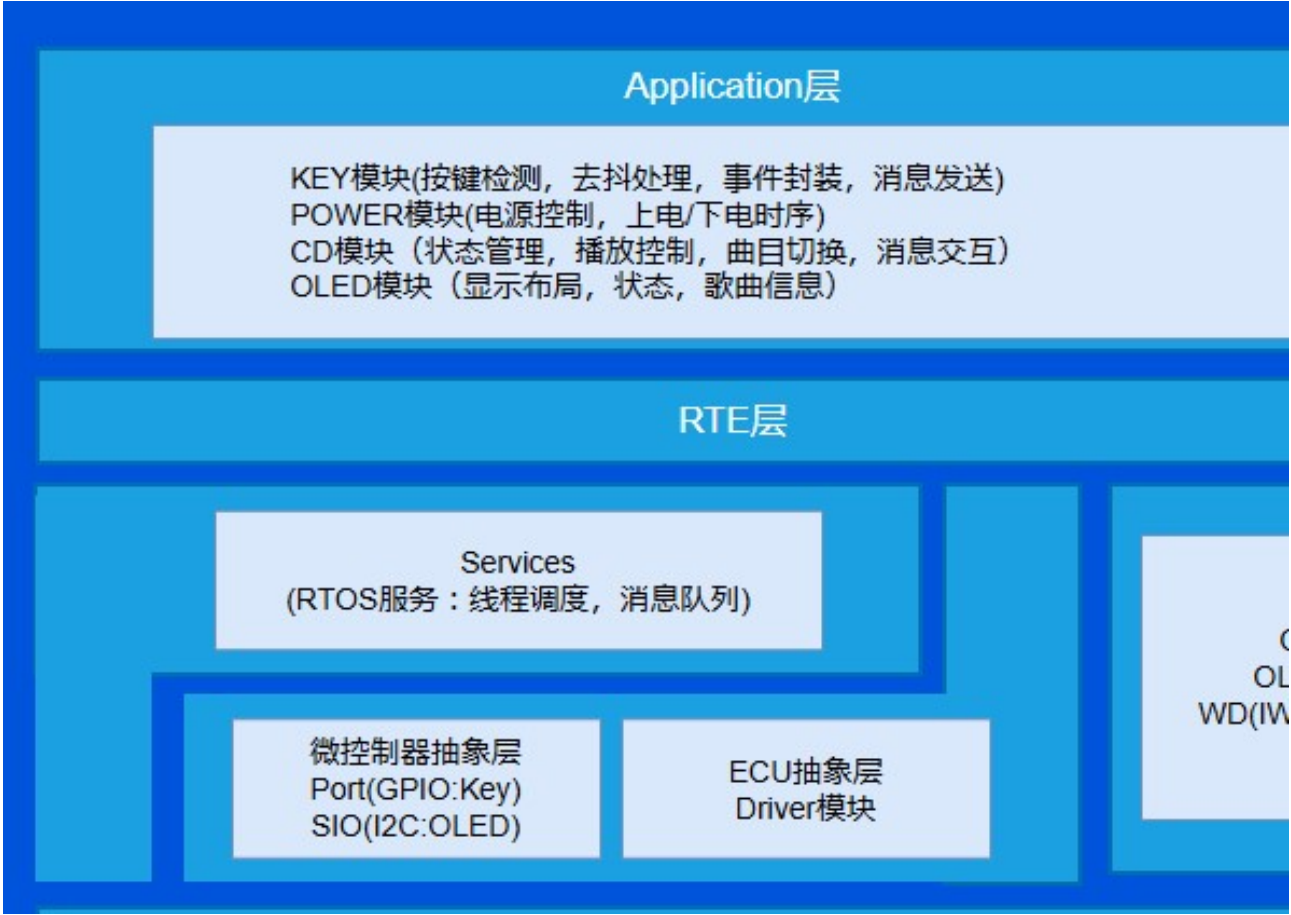 Application层
KEY模块(按键检测，去抖处理，事件封装，消息发送)
POWER模块(电源控制，上电/下电时序)
CD模块（状态管理，播放控制，曲目切换，消息交互）
OLED模块（显示布局，状态，歌曲信息）
RTE层
Services
(RTOS服务：线程调度，消息队列)
微控制器抽象层
Port(GPIO:Key)
SIO(I2C:OLED)
ECU抽象层
Driver模块
OL
WD(IW